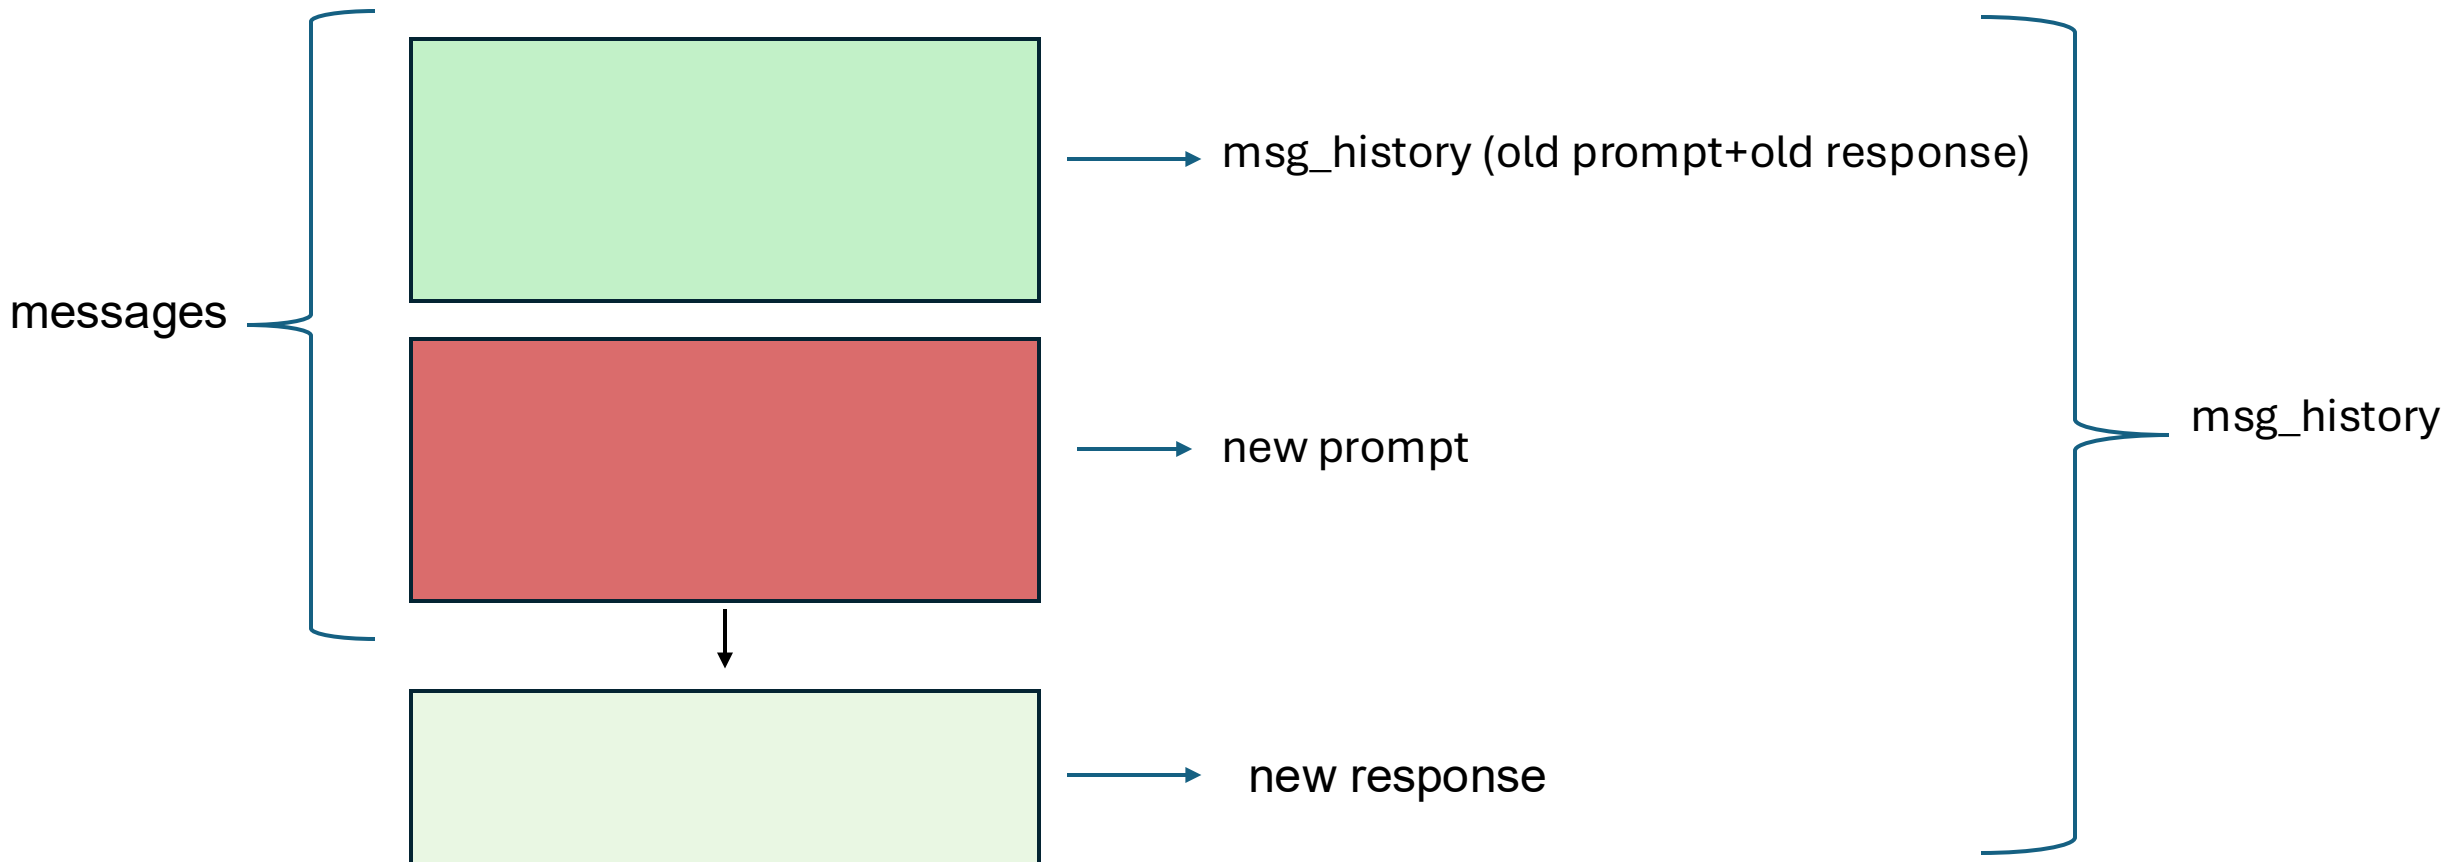 msg_history (old prompt+old response)
messages
msg_history
new prompt
new response